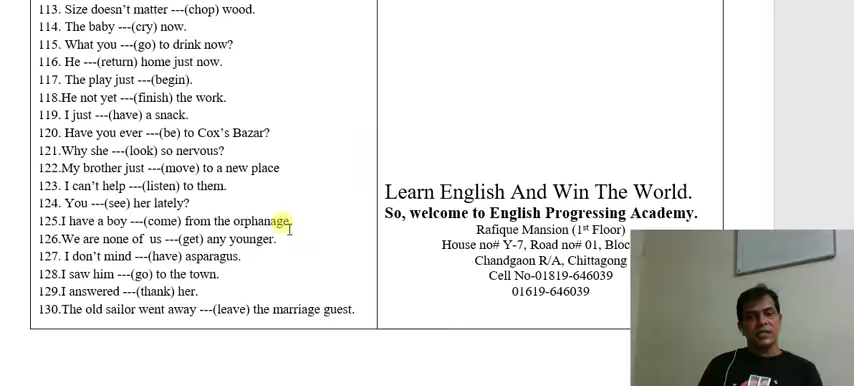 113. Size doesn't matter ---(chop) wood.
114. The baby ---(cry) now.
115. What you ---(go) to drink now?
116. He ---(return) home just now.
117. The play just ---(begin).
118.He not yet ---(finish) the work.
119. I just ---(have) a snack.
120. Have you ever ---(be) to Cox's Bazar?
121.Why she ---(look) so nervous?
122.My brother just ---(move) to a new place
123. I can't help ---(listen) to them.
124. You ---(see) her lately?
125.I have a boy ---(come) from the orphanage.
126.We are none of us ---(get) any younger.
127. I don't mind ---(have) asparagus.
128.I saw him ---(go) to the town.
129.I answered ---(thank) her.
130.The old sailor went away ---(leave) the marriage guest.
Learn English And Win The World.
So, welcome to English Progressing Academy.
Rafique Mansion (1st Floor)
House no# Y-7, Road no# 01, Bloc
Chandgaon R/A, Chittagong
Cell No-01819-646039
01619-646039